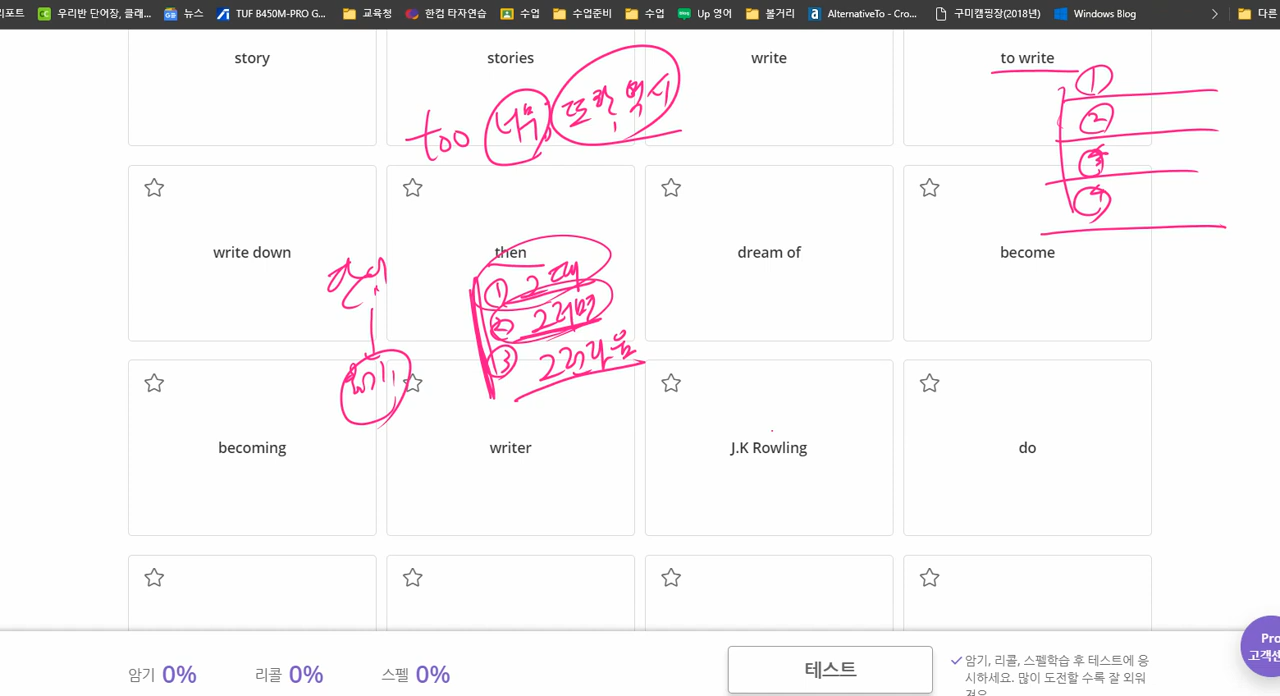 리포트 우리반 단어장, 클래... 뉴스 TUF B450M-PRO G... 교육청 한컴 타자연습 수업 수업준비 수업 Up 영어 볼거리 AlternativeTo - Cro... 구미캠핑장(2018년) Windows Blog 다른
story stories write to write
too 너무, 또한, 역시
① ② ③ ④
write down then dream of become
① 그때
② 그러면
③ 그런다음
becoming writer J.K Rowling do
암기 0% 리콜 0% 스펠 0% 테스트
암기, 리콜, 스펠학습 후 테스트에 응
시하세요. 많이 도전할 수록 잘 외워
져요
Pro
고객센